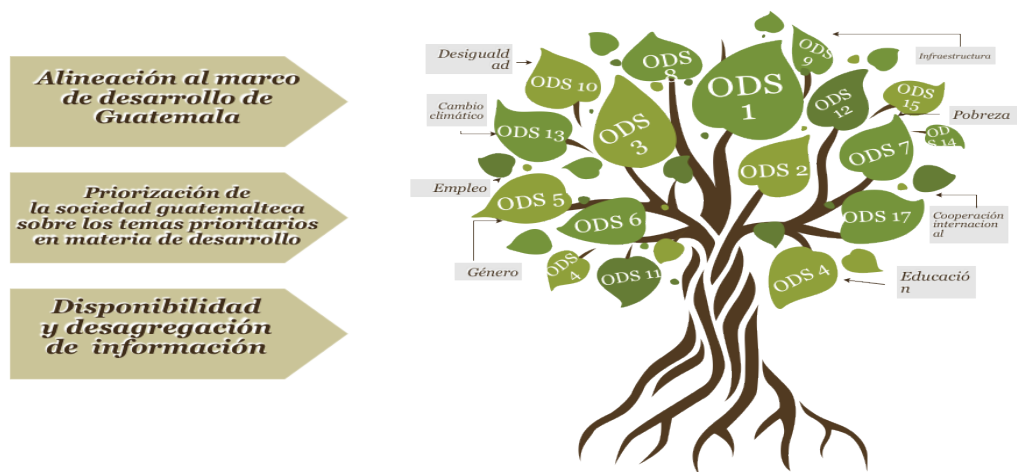 Alineación al marco
de desarrollo de
Guatemala
Priorización de
la sociedad guatemalteca
sobre los temas prioritarios
en materia de desarrollo
Disponibilidad
y desagregación
de información
Desiguald
ad
Cambio
climático
Empleo
Género
Infraestructura
Pobreza
Cooperación
internacion
al
Educació
n
ODS 10
ODS
8
ODS
1
ODS
9
ODS
12
ODS
15
OD
S 14
ODS 13
ODS
3
ODS 2
ODS 7
ODS 5
ODS 6
ODS 17
ODS
4
ODS 11
ODS 4